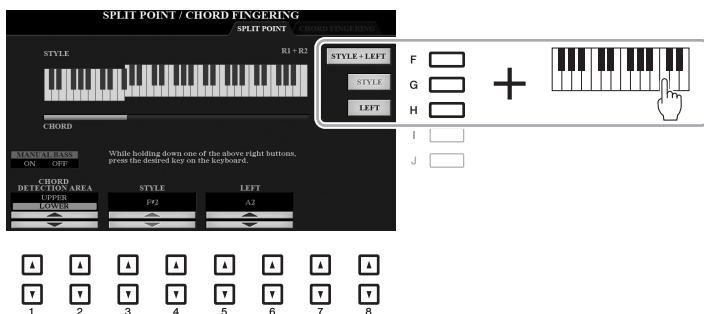 SPLIT POINT / CHORD FINGERING
SPLIT POINT
CHORD FINGERING
STYLE
R1 + R2
STYLE+LEFT
STYLE
LEFT
F
G
H
I
J
CHORD
MANUAL BASS
ON OFF
While holding down one of the above right buttons,
press the desired key on the keyboard.
CHORD
DETECTION AREA
UPPER
LOWER
STYLE
F#2
LEFT
A2
1 2 3 4 5 6 7 8